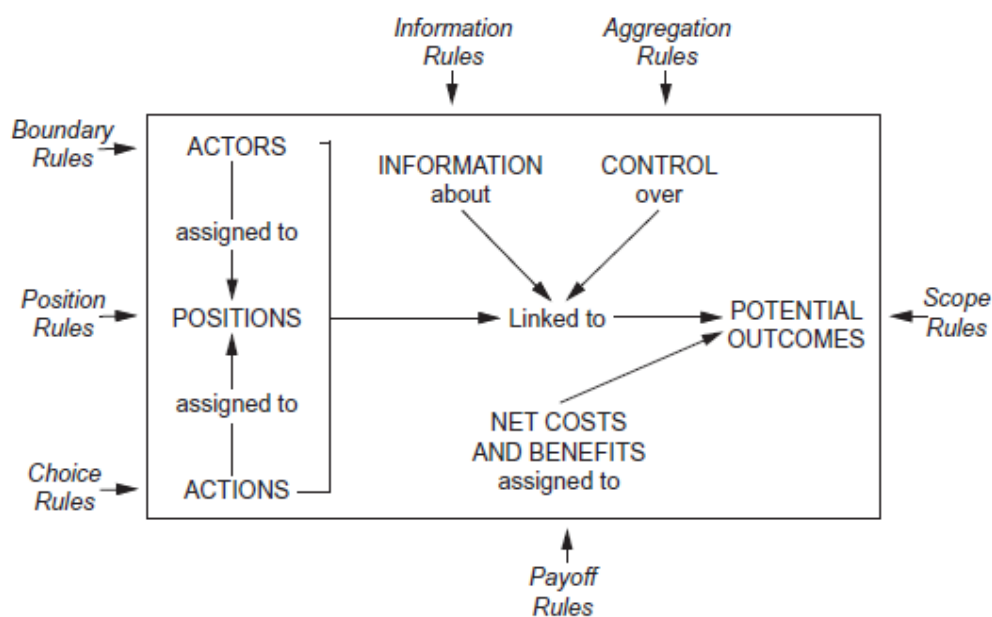 Information
Rules
Aggregation
Rules
Boundary
Rules
ACTORS
INFORMATION
about
CONTROL
over
assigned to
Position
Rules
POSITIONS
Linked to
POTENTIAL
OUTCOMES
Scope
Rules
assigned to
NET COSTS
AND BENEFITS
assigned to
Choice
Rules
ACTIONS
Payoff
Rules